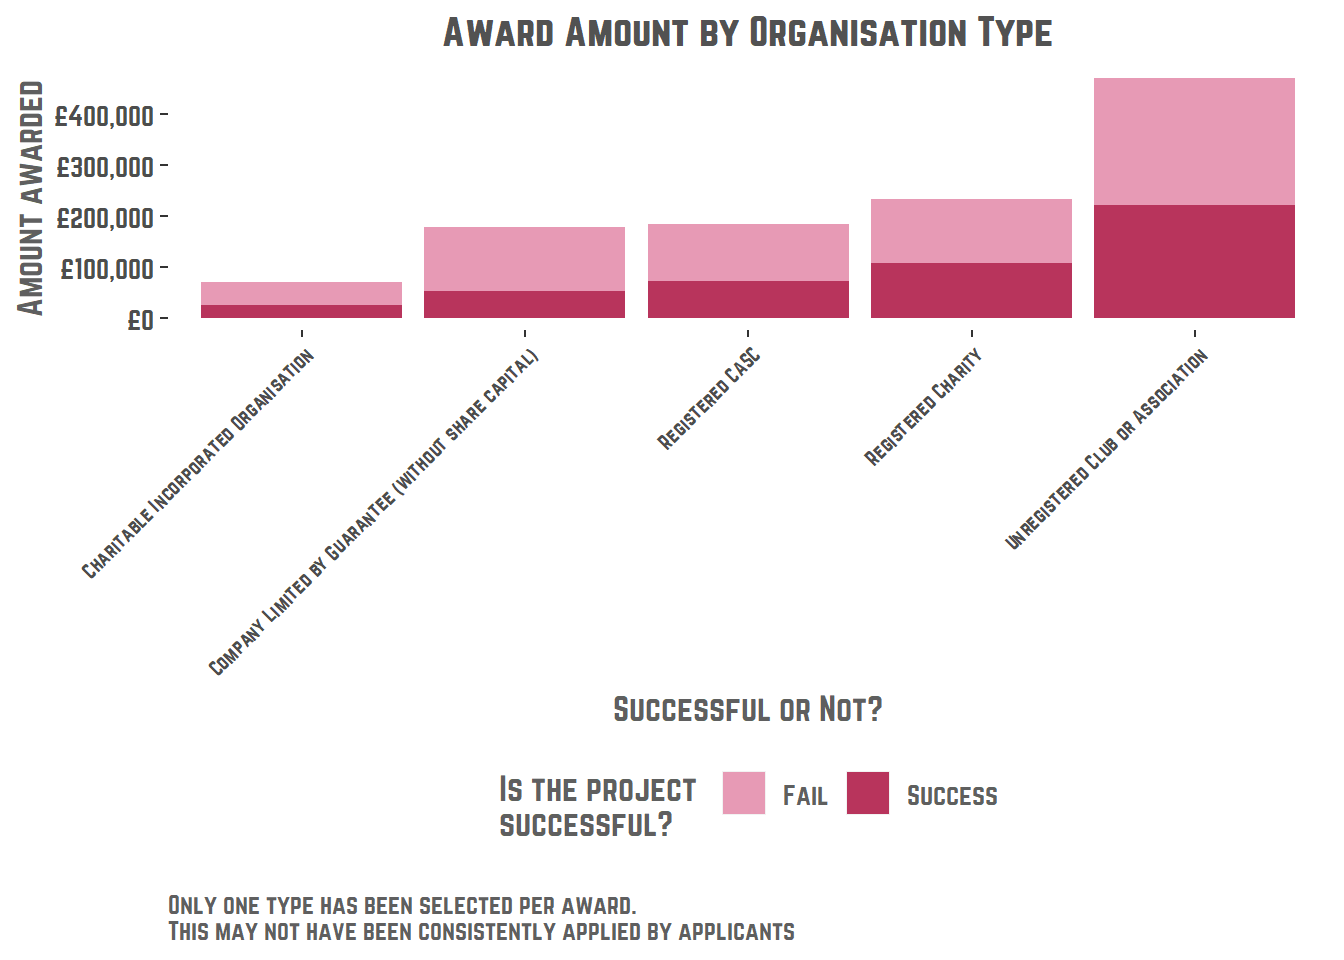 Award Amount by Organisation Type
Amount awarded
£400,000
£300,000
£200,000
£100,000
£0
Charitable Incorporated Organisation
Company Limited by Guarantee (without share capital)
Registered CASC
Registered Charity
Unregistered Club or Association
Successful or Not?
Is the project
successful?
Fail
Success
Only one type has been selected per award.
This may not have been consistently applied by applicants